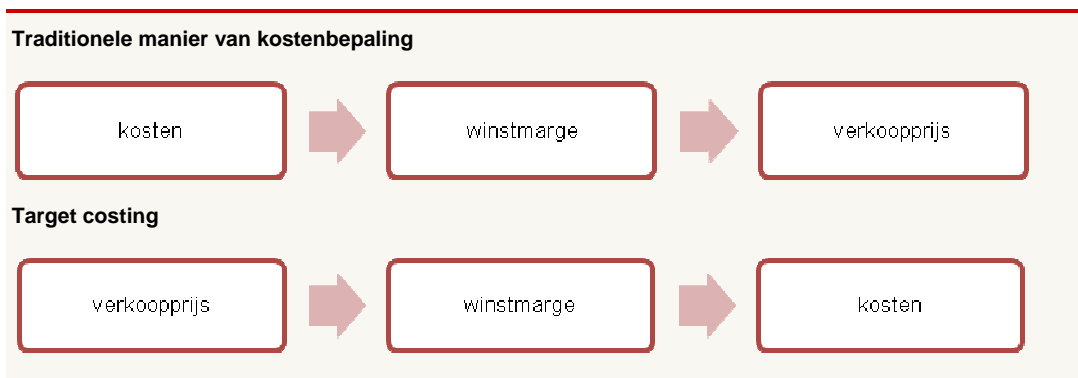 Traditionele manier van kostenbepaling
kosten winstmarge verkoopprijs
Target costing
verkoopprijs winstmarge kosten